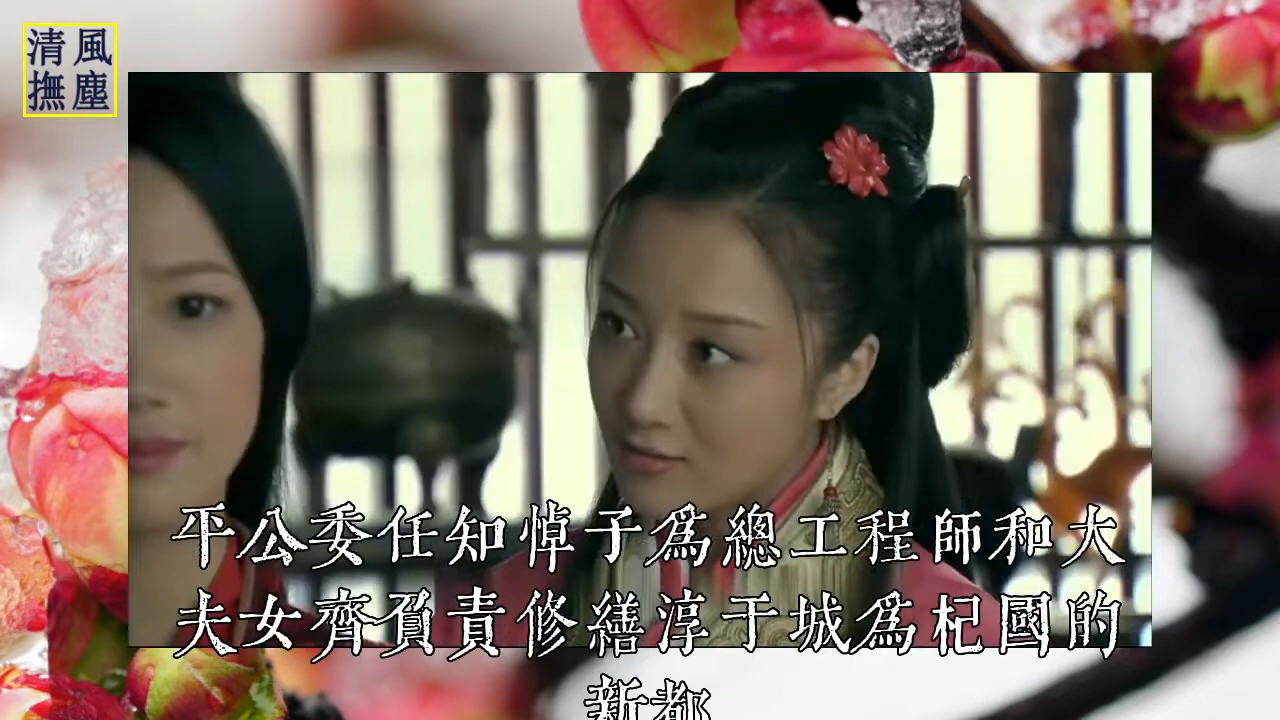 清風
撫塵
平公委任知悼子爲總工程師和大
夫女齊負責修繕淳于城爲杞國的
新都